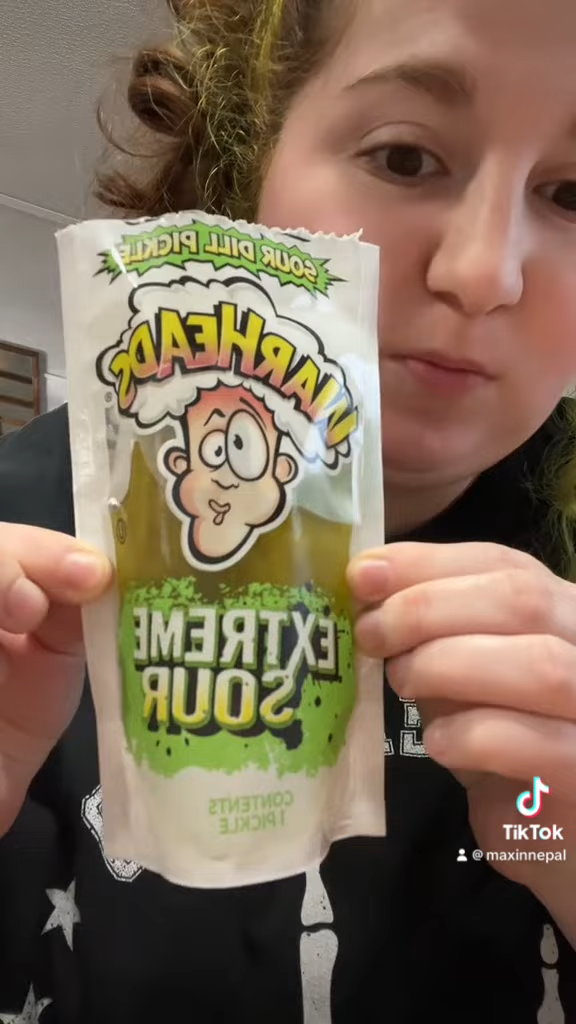 SOUR DILL PICKLE
WARHEADS
EXTREME
SOUR
CONTENTS
1 PICKLE
TikTok
@maxinnepal